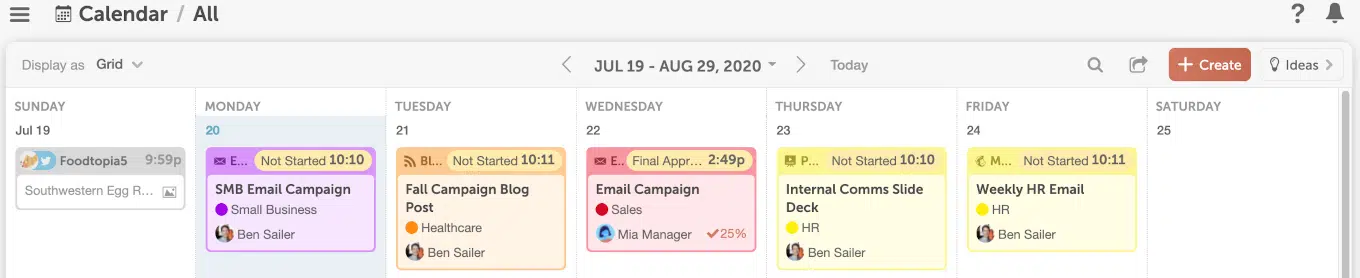 Calendar / All
?
Display as Grid
JUL 19 - AUG 29, 2020
Today
+ Create
Ideas
SUNDAY
MONDAY
TUESDAY
WEDNESDAY
THURSDAY
FRIDAY
SATURDAY
Jul 19
20
21
22
23
24
25
Foodtopia5 9:59p
Southwestern Egg R...
E... Not Started 10:10
SMB Email Campaign
Small Business
Ben Sailer
Bl... Not Started 10:11
Fall Campaign Blog
Post
Healthcare
Ben Sailer
E. Final Appr... 2:49p
Email Campaign
Sales
Mia Manager 25%
P... Not Started 10:10
Internal Comms Slide
Deck
HR
Ben Sailer
M... Not Started 10:11
Weekly HR Email
HR
Ben Sailer